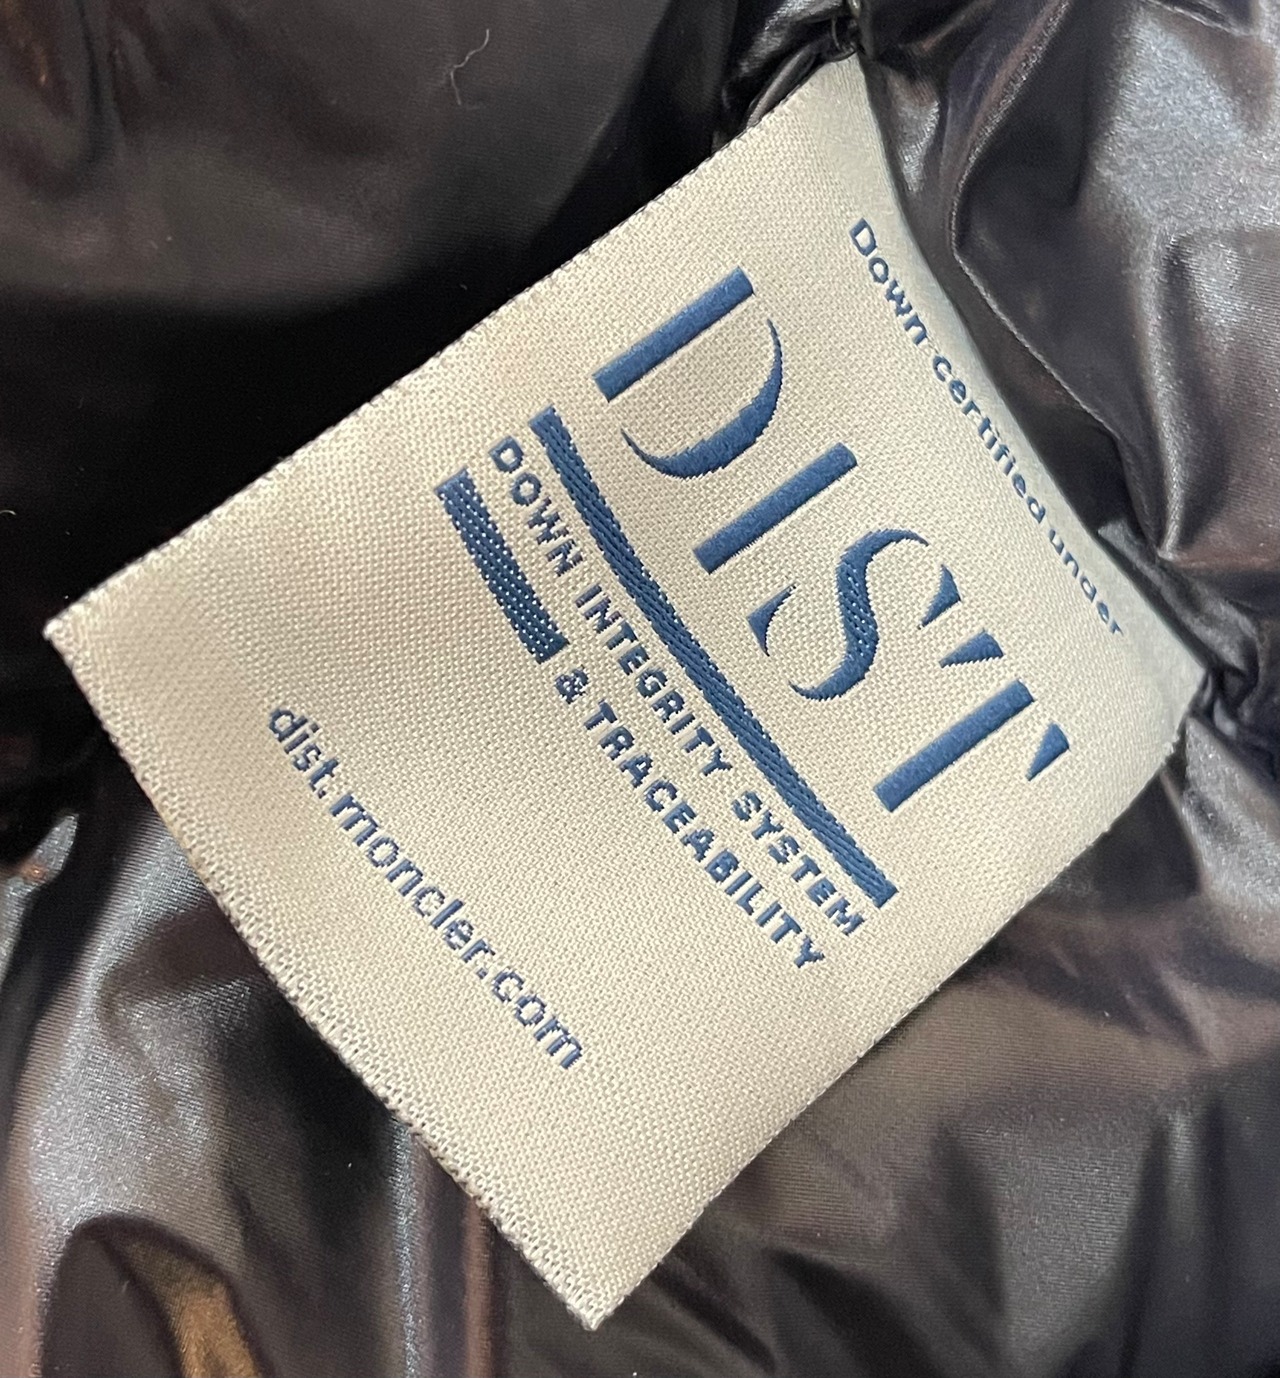 Down certified under
DIST
DOWN INTEGRITY SYSTEM
& TRACEABILITY
dist.moncler.com